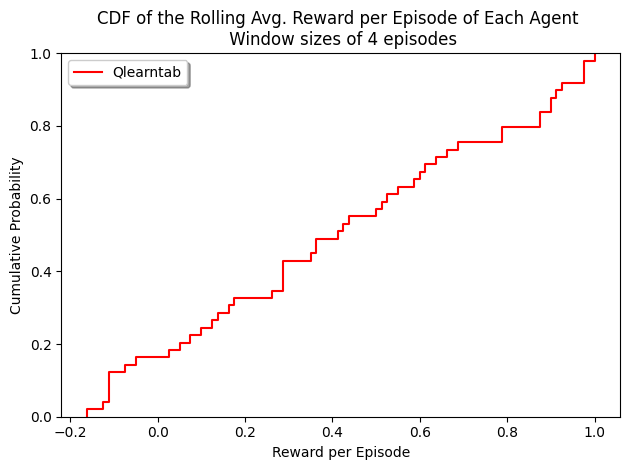 CDF of the Rolling Avg. Reward per Episode of Each Agent
Window sizes of 4 episodes
Qlearntab
1.0
0.8
0.6
0.4
0.2
0.0
Cumulative Probability
−0.2 0.0 0.2 0.4 0.6 0.8 1.0
Reward per Episode